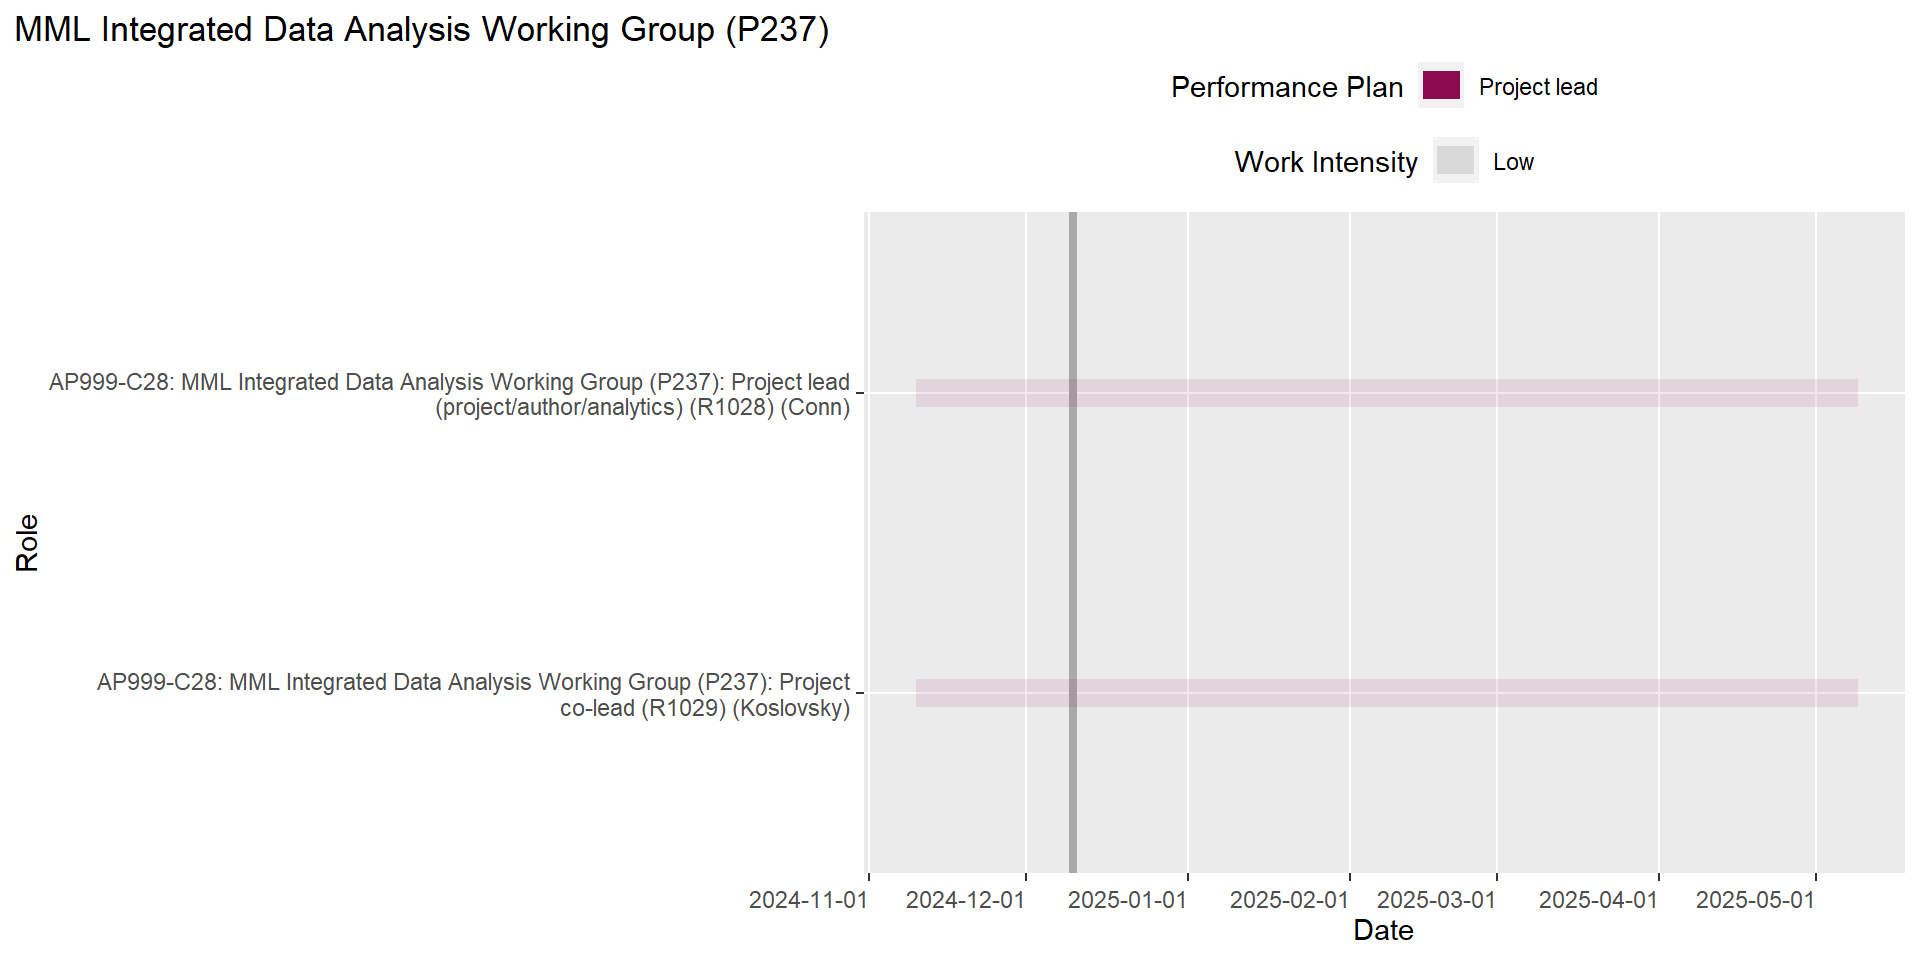 MML Integrated Data Analysis Working Group (P237)
Performance Plan
Project lead
Work Intensity
Low
AP999-C28: MML Integrated Data Analysis Working Group (P237): Project lead
(project/author/analytics) (R1028) (Conn)
Role
AP999-C28: MML Integrated Data Analysis Working Group (P237): Project
co-lead (R1029) (Koslovsky)
2024-11-01
2024-12-01
2025-01-01
2025-02-01
2025-03-01
2025-04-01
2025-05-01
Date